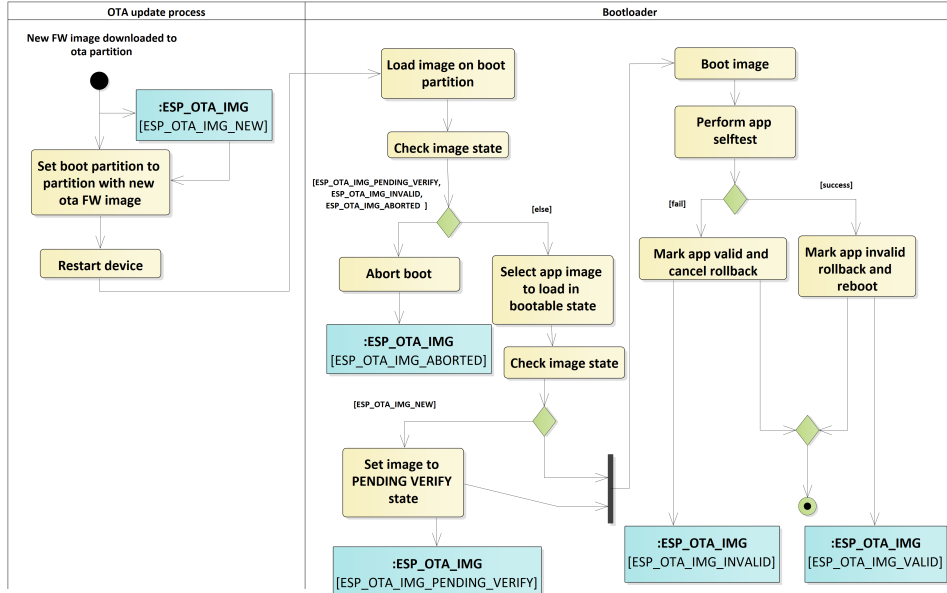 OTA update process
Bootloader
New FW image downloaded to
ota partition
:ESP_OTA_IMG
[ESP_OTA_IMG_NEW]
Set boot partition to
partition with new
ota FW image
Restart device
Load image on boot
partition
Check image state
[ESP_OTA_IMG_PENDING_VERIFY,
ESP_OTA_IMG_INVALID,
ESP_OTA_IMG_ABORTED ]
[else]
Abort boot
:ESP_OTA_IMG
[ESP_OTA_IMG_ABORTED]
Select app image
to load in
bootable state
Check image state
[ESP_OTA_IMG_NEW]
Set image to
PENDING VERIFY
state
:ESP_OTA_IMG
[ESP_OTA_IMG_PENDING_VERIFY]
Boot image
Perform app
selftest
[fail]
[success]
Mark app valid and
cancel rollback
Mark app invalid
rollback and
reboot
:ESP_OTA_IMG
[ESP_OTA_IMG_INVALID]
:ESP_OTA_IMG
[ESP_OTA_IMG_VALID]